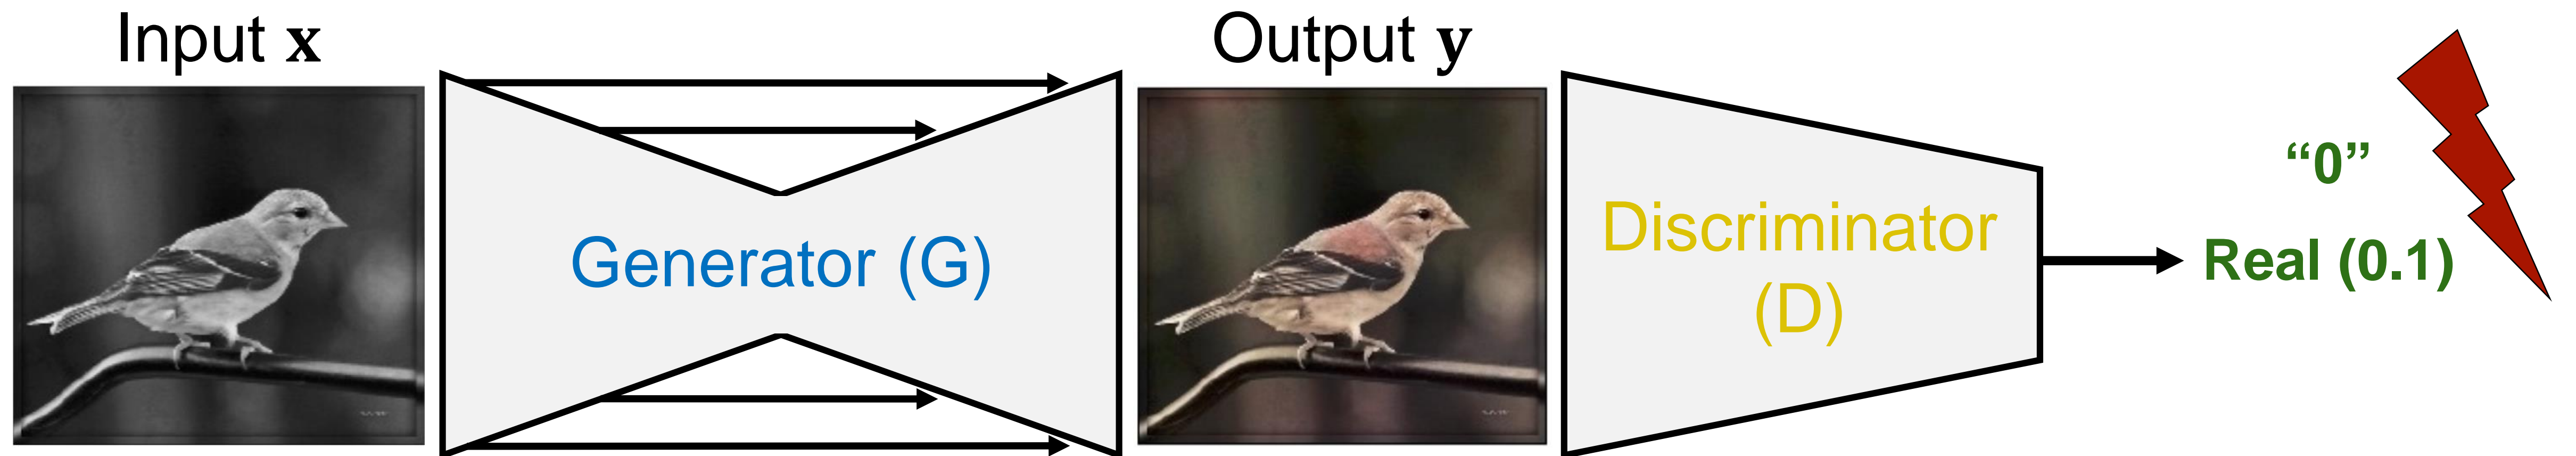 Input x
Output y
Generator (G)
Discriminator
(D)
“0”
Real (0.1)